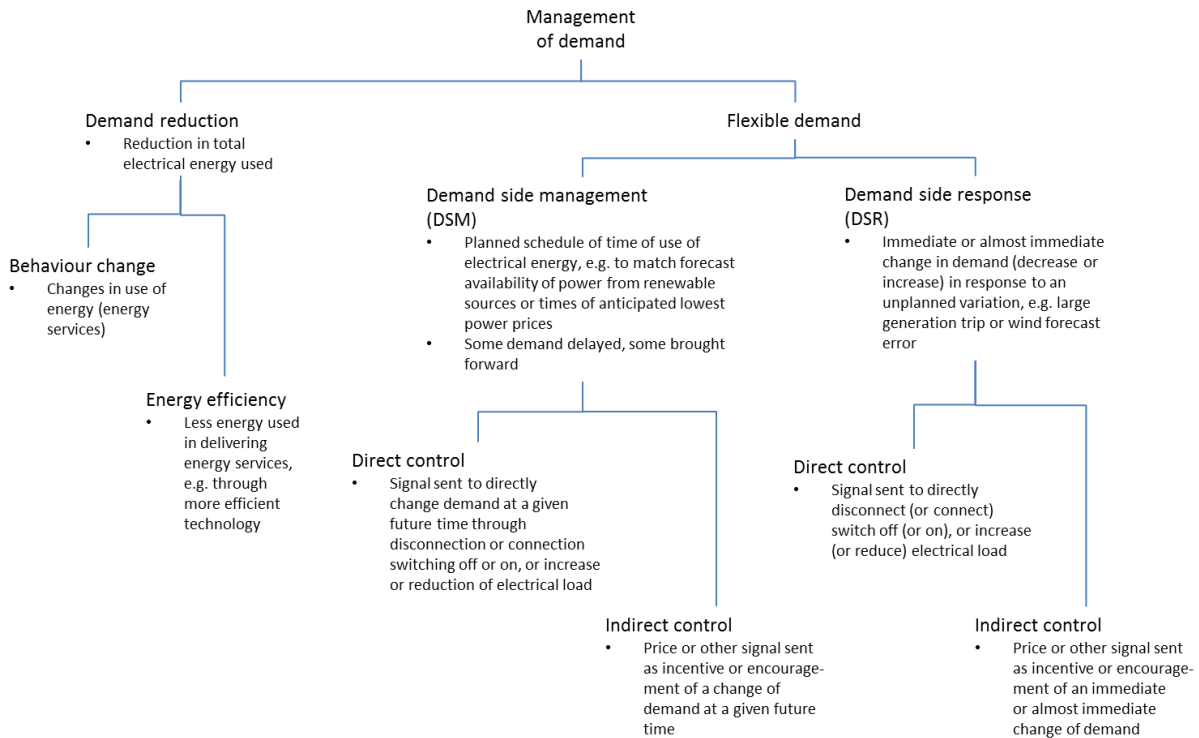 Management
of demand
Demand reduction
• Reduction in total
electrical energy used
Flexible demand
Behaviour change
• Changes in use of
energy (energy
services)
Energy efficiency
• Less energy used
in delivering
energy services,
e.g. through
more efficient
technology
Demand side management
(DSM)
• Planned schedule of time of use of
electrical energy, e.g. to match forecast
availability of power from renewable
sources or times of anticipated lowest
power prices
• Some demand delayed, some brought
forward
Direct control
• Signal sent to directly
change demand at a given
future time through
disconnection or connection
switching off or on, or increase
or reduction of electrical load
Indirect control
• Price or other signal sent
as incentive or encourage-
ment of a change of
demand at a given future
time
Demand side response
(DSR)
• Immediate or almost immediate
change in demand (decrease or
increase) in response to an
unplanned variation, e.g. large
generation trip or wind forecast
error
Direct control
• Signal sent to directly
disconnect (or connect)
switch off (or on), or increase
(or reduce) electrical load
Indirect control
• Price or other signal sent
as incentive or encourage-
ment of an immediate
or almost immediate
change of demand